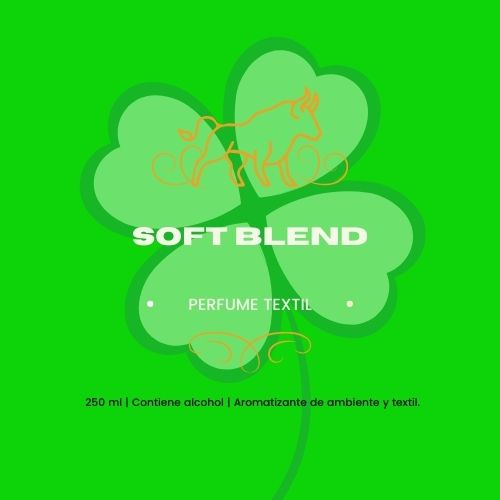 SOFT BLEND
PERFUME TEXTIL
250 ml | Contiene alcohol | Aromatizante de ambiente y textil.